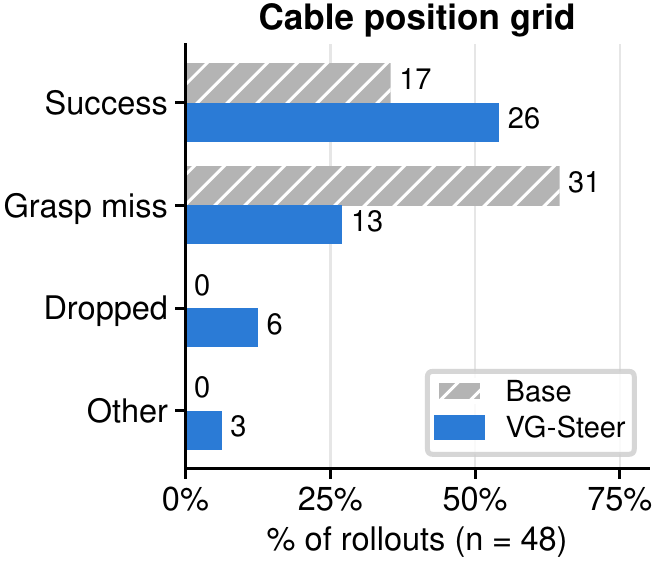 Cable position grid
Success
17
26
Grasp miss
31
13
Dropped
0
6
Other
0
3
Base
VG-Steer
0% 25% 50% 75%
% of rollouts (n = 48)